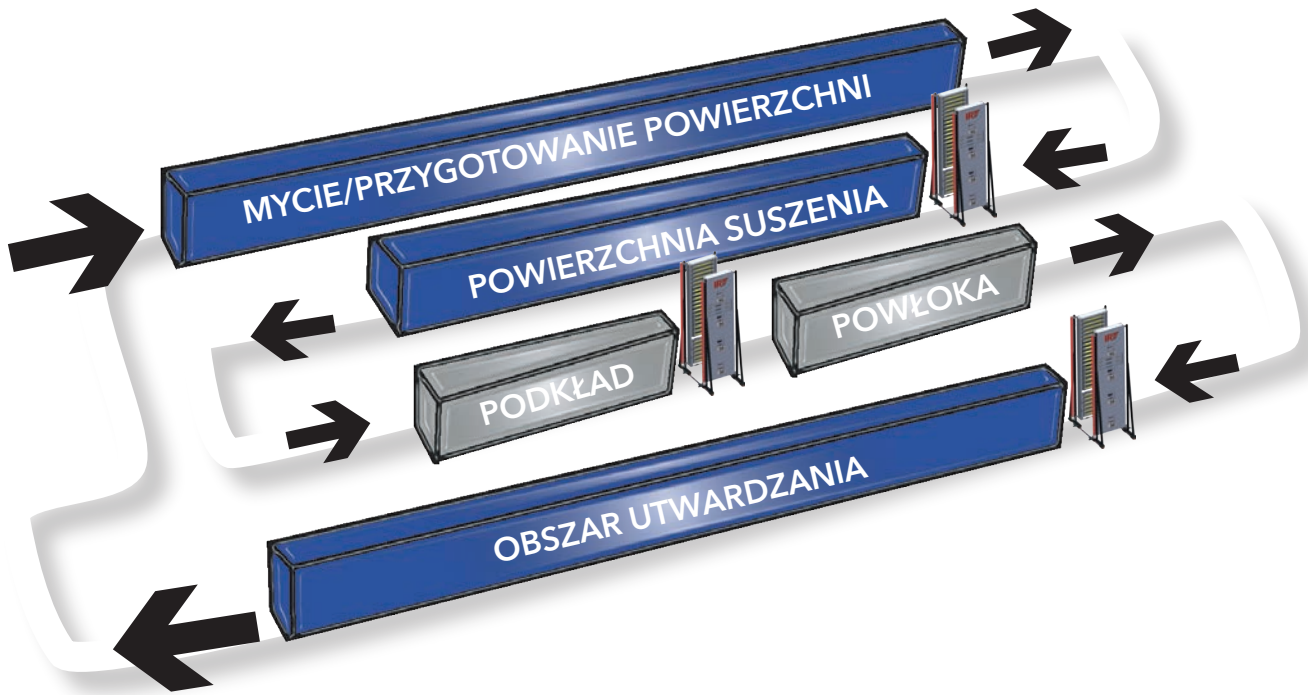 MYCIE/PRZYGOTOWANIE POWIERZCHNI
POWIERZCHNIA SUSZENIA
POWŁOKA
PODKŁAD
OBSZAR UTWARDZANIA